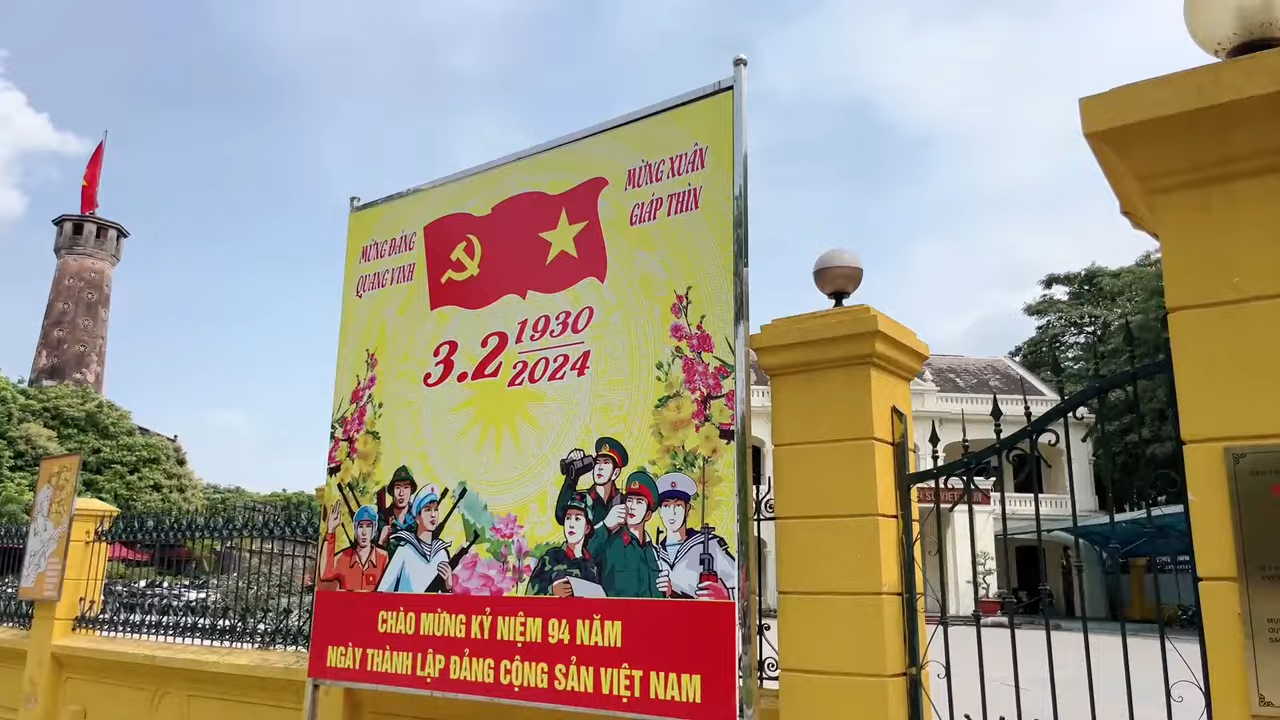 MỪNG ĐẢNG
QUANG VINH
MỪNG XUÂN
GIÁP THÌN
3.2 1930
2024
CHÀO MỪNG KỶ NIỆM 94 NĂM
NGÀY THÀNH LẬP ĐẢNG CỘNG SẢN VIỆT NAM